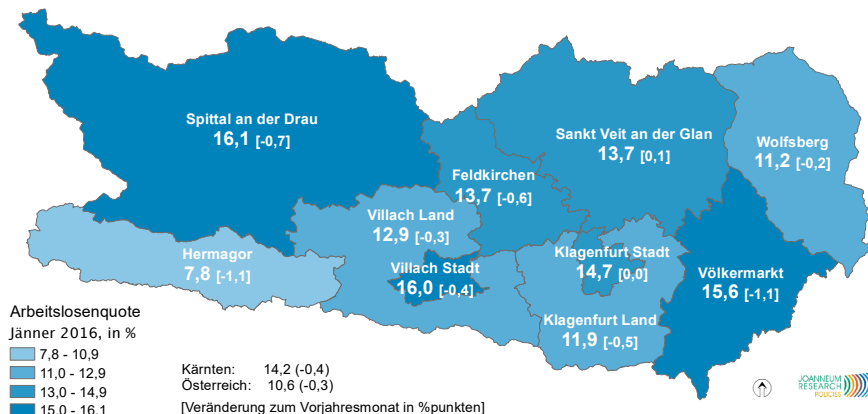 Spittal an der Drau
16,1 [-0,7]
Sankt Veit an der Glan
13,7 [0,1]
Wolfsberg
11,2 [-0,2]
Feldkirchen
13,7 [-0,6]
Villach Land
12,9 [-0,3]
Hermagor
7,8 [-1,1]
Villach Stadt
16,0 [-0,4]
Klagenfurt Stadt
14,7 [0,0]
Völkermarkt
15,6 [-1,1]
Klagenfurt Land
11,9 [-0,5]
Arbeitslosenquote
Jänner 2016, in %
7,8 - 10,9
11,0 - 12,9
13,0 - 14,9
15,0 - 16,1
Kärnten: 14,2 (-0,4)
Österreich: 10,6 (-0,3)
[Veränderung zum Vorjahresmonat in %punkten]
JOANNEUM
RESEARCH
POLICIES